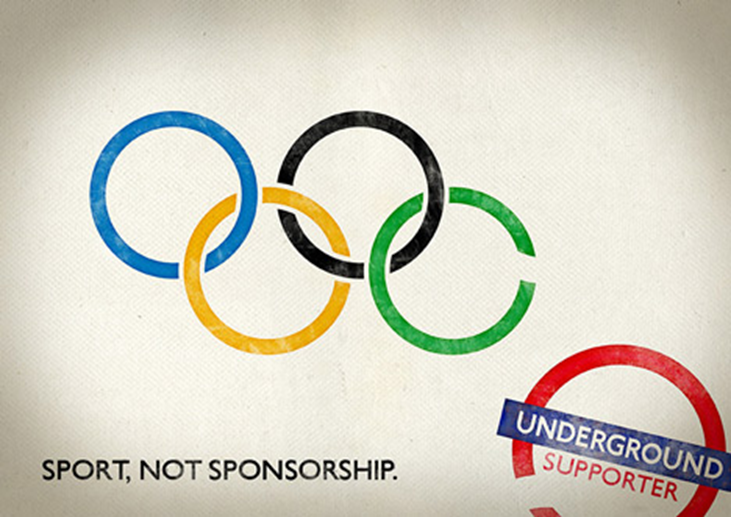 UNDERGROUND
SUPPORTER
SPORT, NOT SPONSORSHIP.